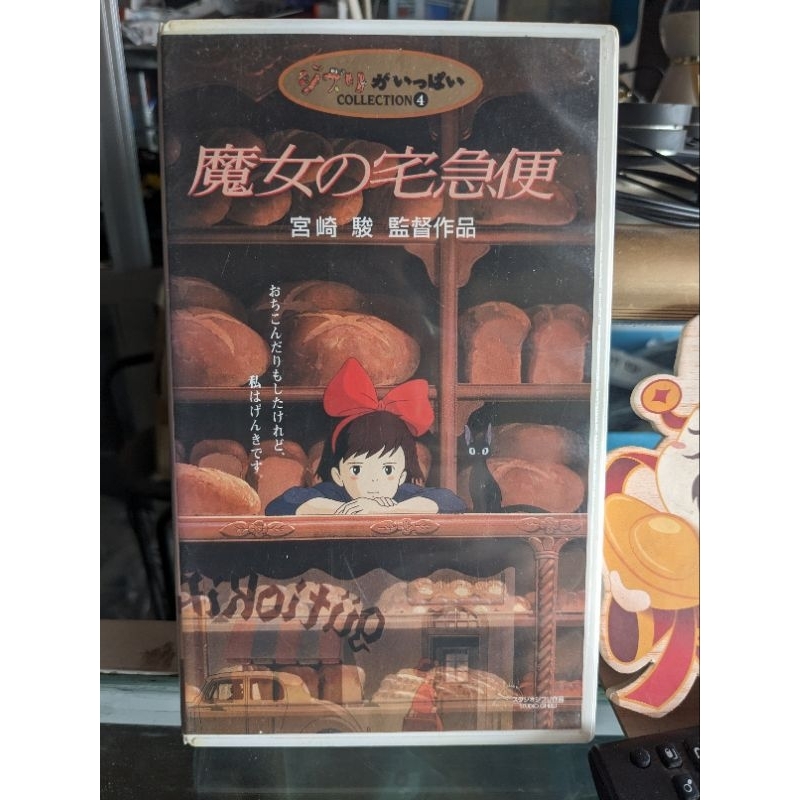 ジブリがいっぱい
COLLECTION 4
魔女の宅急便
宮崎 駿 監督作品
おちこんだりもしたけれど、
私はげんきです。
スタジオジブリ作品
STUDIO GHIBLI